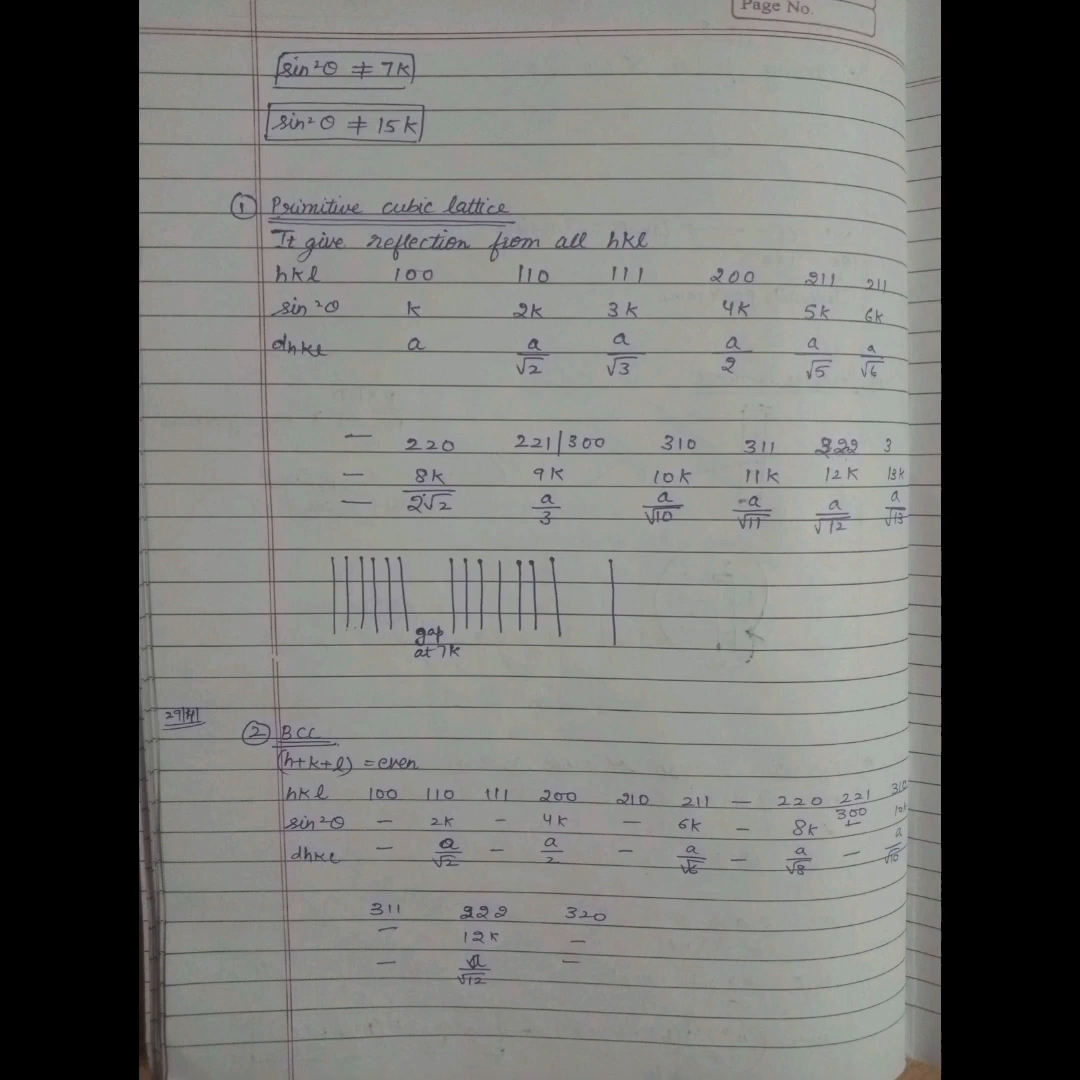 Page No.
sin²θ ≠ 7K
sin²θ ≠ 15K
① Primitive cubic lattice
It give reflection from all hkl
hkl 100 110 111 200 211 211
sin²θ K 2K 3K 4K 5K 6K
dhkl a a/√2 a/√3 a/2 a/√5 a/√6
— 220 221/300 310 311 322 3
— 8K 9K 10K 11K 12K 13K
— 2√2 a/3 a/√10 a/√11 a/√12 a/√13
gap
at 7K
② BCC
(h+k+l) = even
hkl 100 110 111 200 210 211 — 220 221/300 310
sin²θ — 2K — 4K — 6K — 8K — 10K
dhkl — a/√2 — a/2 — a/√6 — a/√8 — a/√10
311 222 320
— 12K —
— a/√12 —